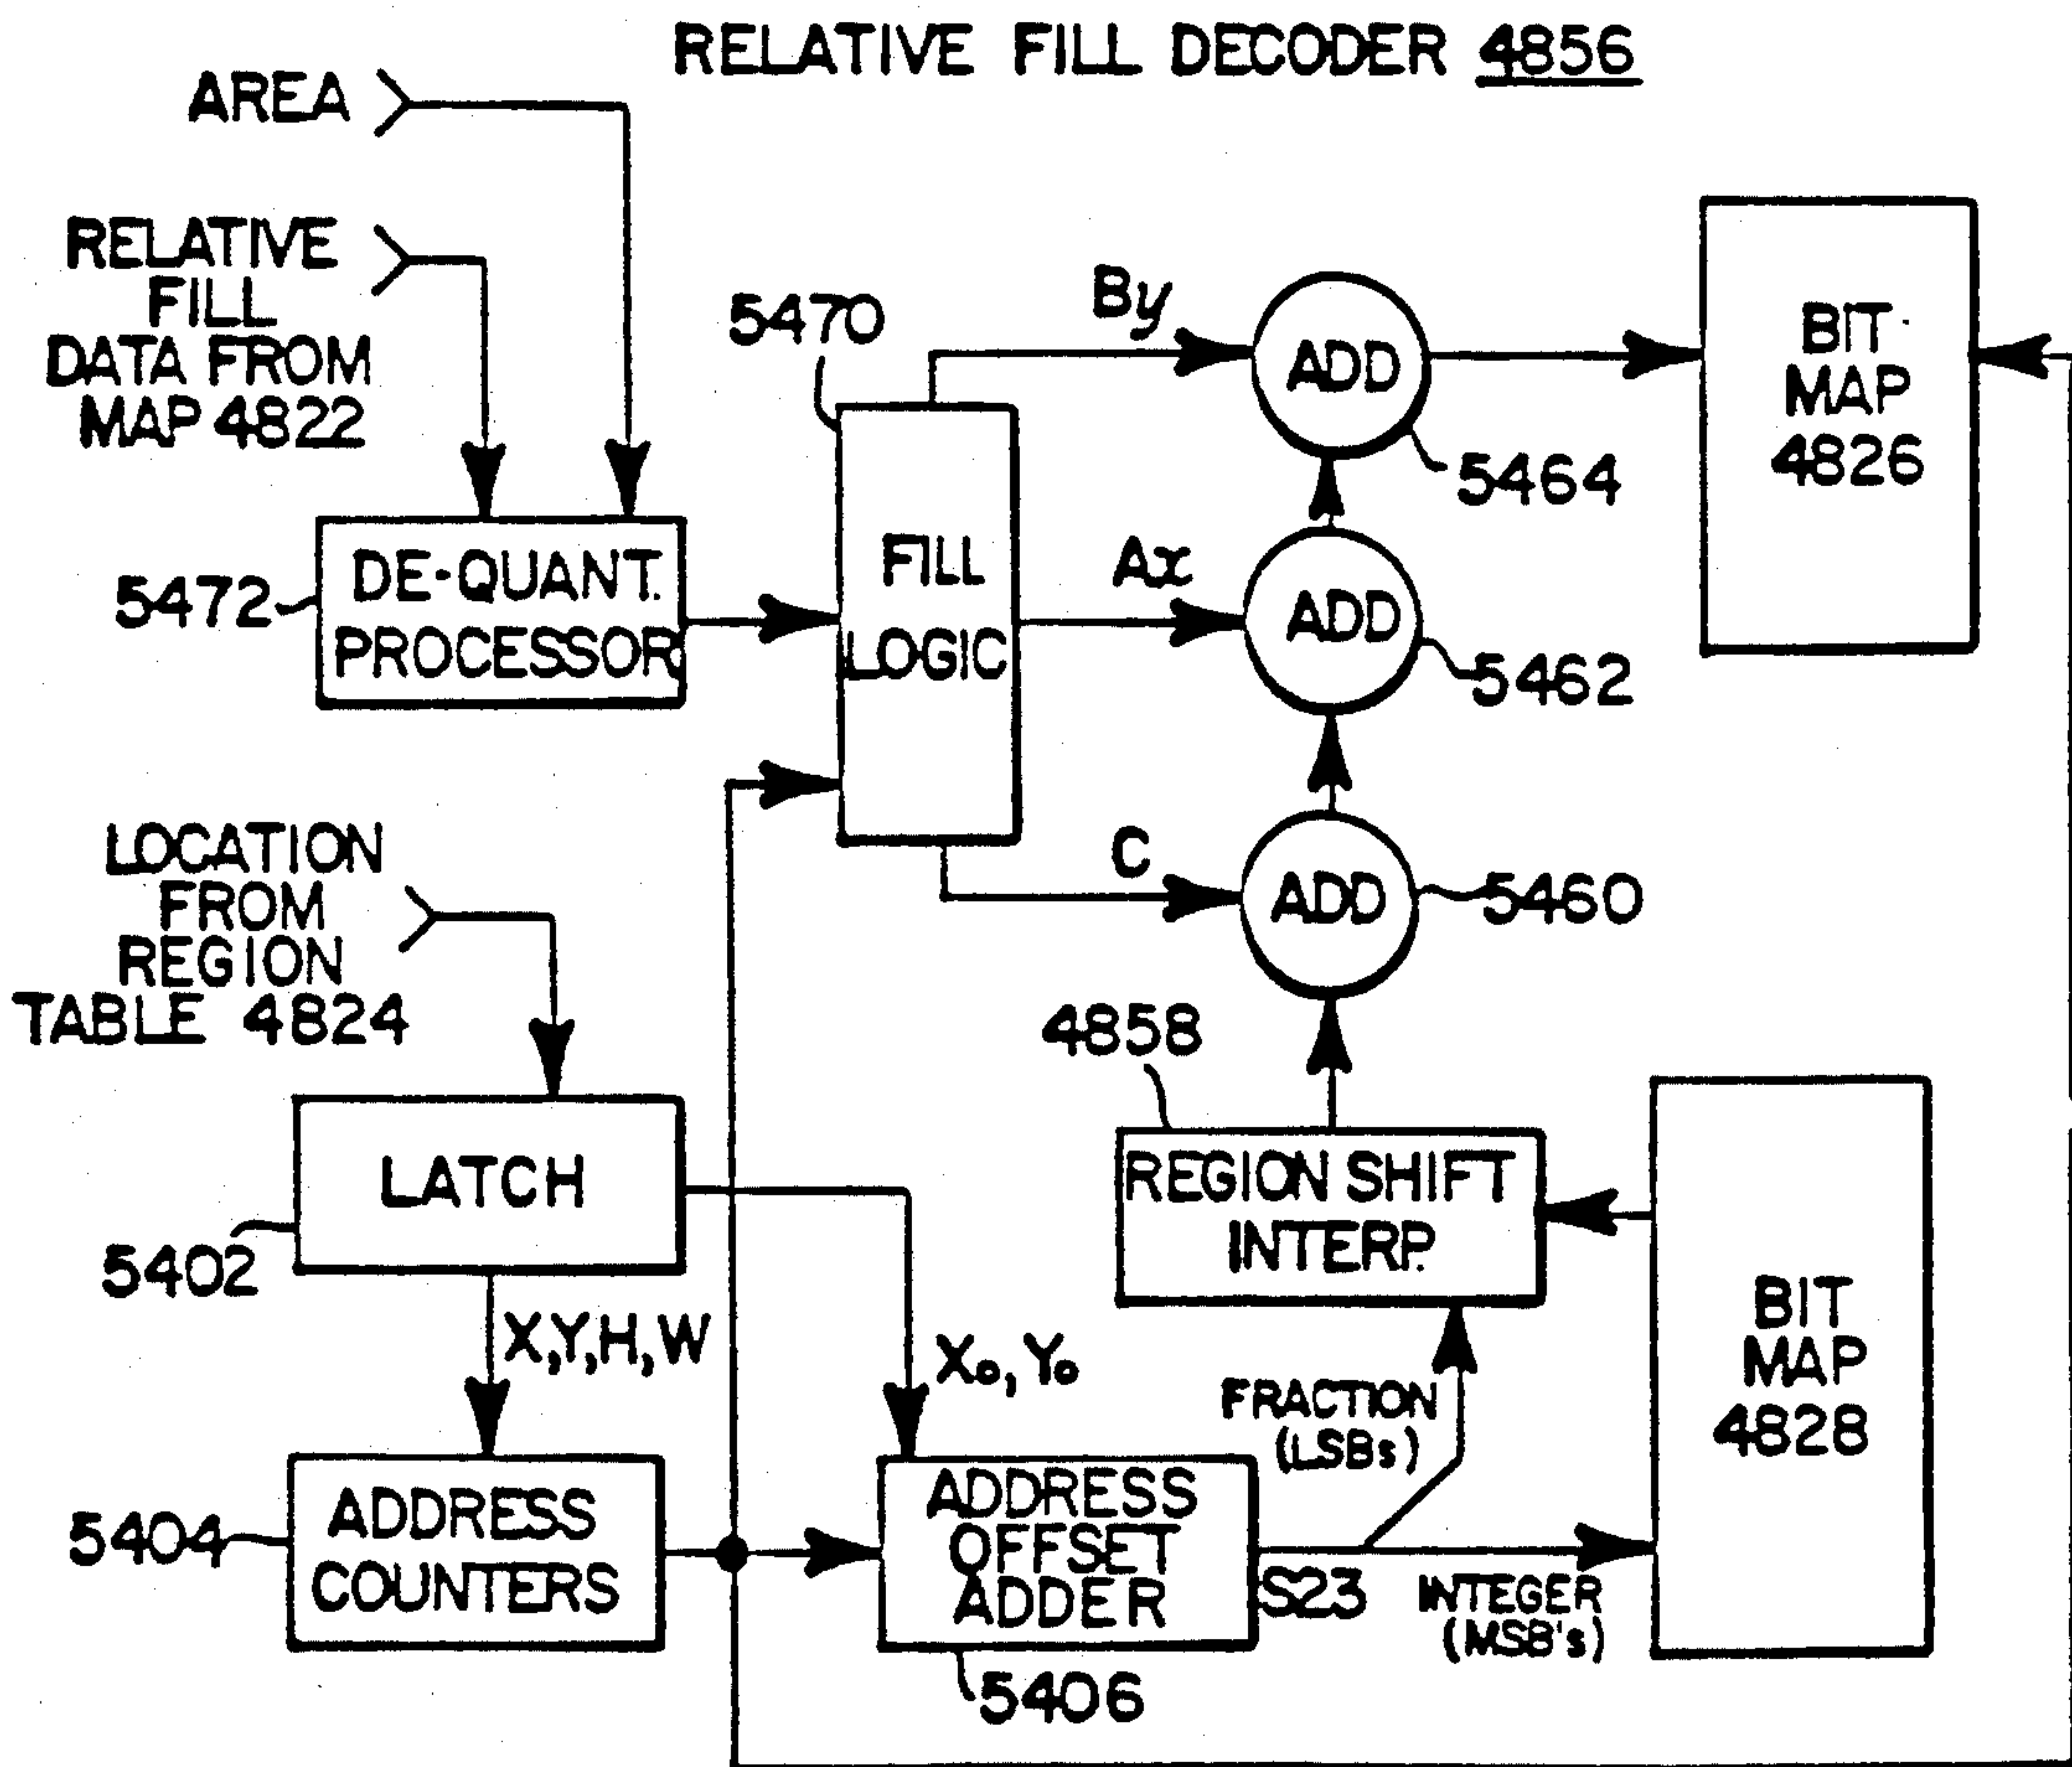 RELATIVE FILL DECODER 4856
AREA
RELATIVE
FILL
DATA FROM
MAP 4822
5470
By
ADD
BIT
MAP
4826
5464
DE-QUANT.
PROCESSOR
5472
FILL
LOGIC
Ax
ADD
5462
LOCATION
FROM
REGION
TABLE 4824
C
ADD
5460
4858
LATCH
5402
REGION SHIFT
INTERP.
X,Y,H,W
X₀, Y₀
FRACTION
(LSBs)
BIT
MAP
4828
5404
ADDRESS
COUNTERS
ADDRESS
OFFSET
ADDER
S23
INTEGER
(MSB's)
5406